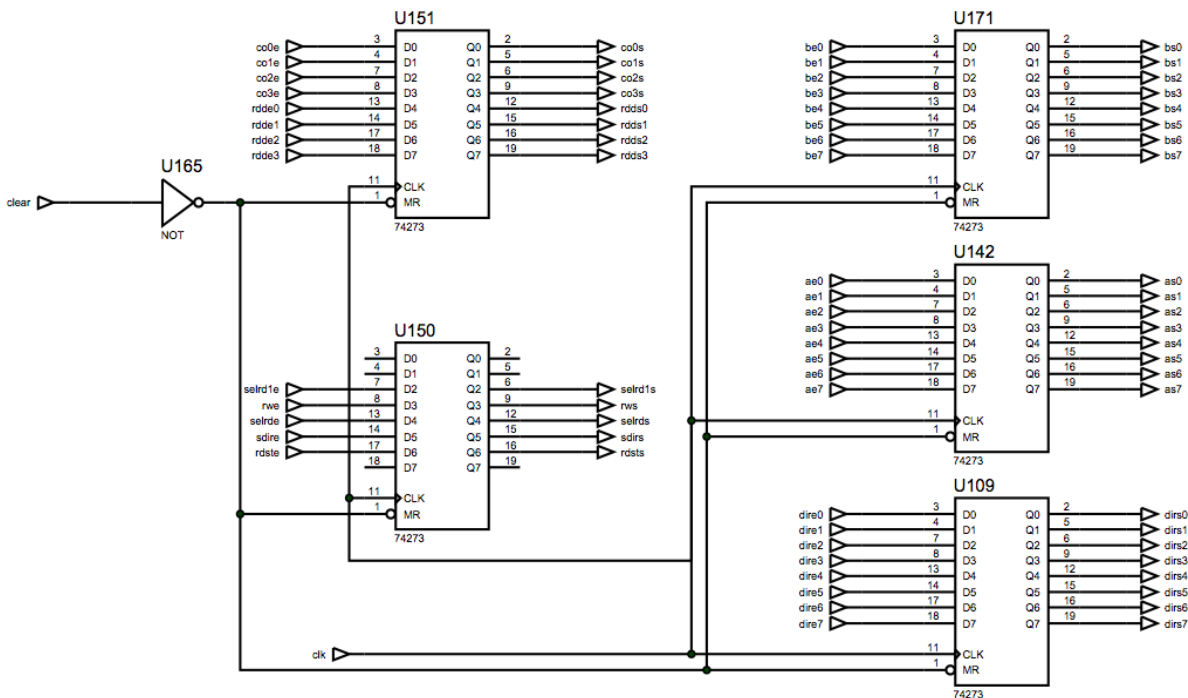 U151
co0e 3 D0 Q0 2 co0s
co1e 4 D1 Q1 5 co1s
co2e 7 D2 Q2 6 co2s
co3e 8 D3 Q3 9 co3s
rdde0 13 D4 Q4 12 rdds0
rdde1 14 D5 Q5 15 rdds1
rdde2 17 D6 Q6 16 rdds2
rdde3 18 D7 Q7 19 rdds3
11 CLK
1 MR
74273
U165
clear
NOT
U150
3 D0 Q0 2
4 D1 Q1 5
selrd1e 7 D2 Q2 6 selrd1s
rwe 8 D3 Q3 9 rws
selrde 13 D4 Q4 12 selrds
sdire 14 D5 Q5 15 sdirs
rdste 17 D6 Q6 16 rdsts
18 D7 Q7 19
11 CLK
1 MR
74273
clk
U171
be0 3 D0 Q0 2 bs0
be1 4 D1 Q1 5 bs1
be2 7 D2 Q2 6 bs2
be3 8 D3 Q3 9 bs3
be4 13 D4 Q4 12 bs4
be5 14 D5 Q5 15 bs5
be6 17 D6 Q6 16 bs6
be7 18 D7 Q7 19 bs7
11 CLK
1 MR
74273
U142
ae0 3 D0 Q0 2 as0
ae1 4 D1 Q1 5 as1
ae2 7 D2 Q2 6 as2
ae3 8 D3 Q3 9 as3
ae4 13 D4 Q4 12 as4
ae5 14 D5 Q5 15 as5
ae6 17 D6 Q6 16 as6
ae7 18 D7 Q7 19 as7
11 CLK
1 MR
74273
U109
dire0 3 D0 Q0 2 dirs0
dire1 4 D1 Q1 5 dirs1
dire2 7 D2 Q2 6 dirs2
dire3 8 D3 Q3 9 dirs3
dire4 13 D4 Q4 12 dirs4
dire5 14 D5 Q5 15 dirs5
dire6 17 D6 Q6 16 dirs6
dire7 18 D7 Q7 19 dirs7
11 CLK
1 MR
74273